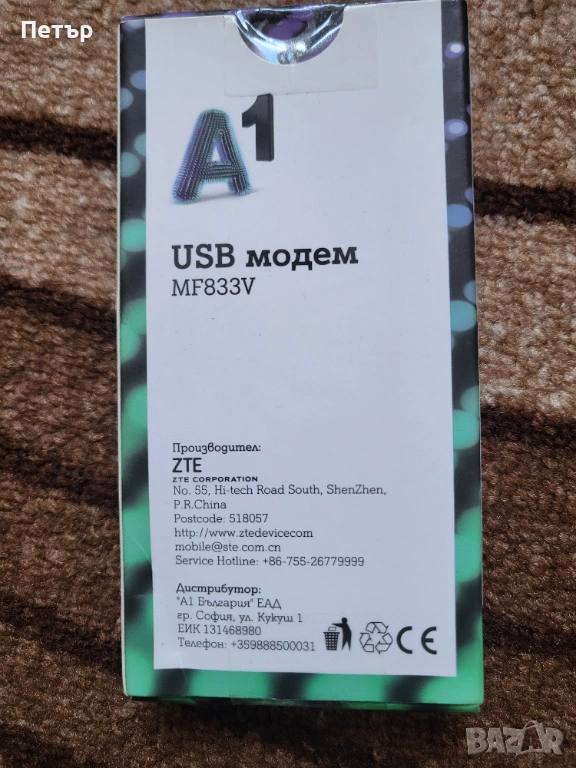 Петър
A1
USB модем
MF833V
Производител:
ZTE
ZTE CORPORATION
No. 55, Hi-tech Road South, ShenZhen,
P.R.China
Postcode: 518057
http://www.ztedevicecom
mobile@ste.com.cn
Service Hotline: +86-755-26779999
Дистрибутор:
"А1 България" ЕАД
гр. София, ул. Кукуш 1
ЕИК 131468980
Телефон: +359888500031
CE
BAZAR